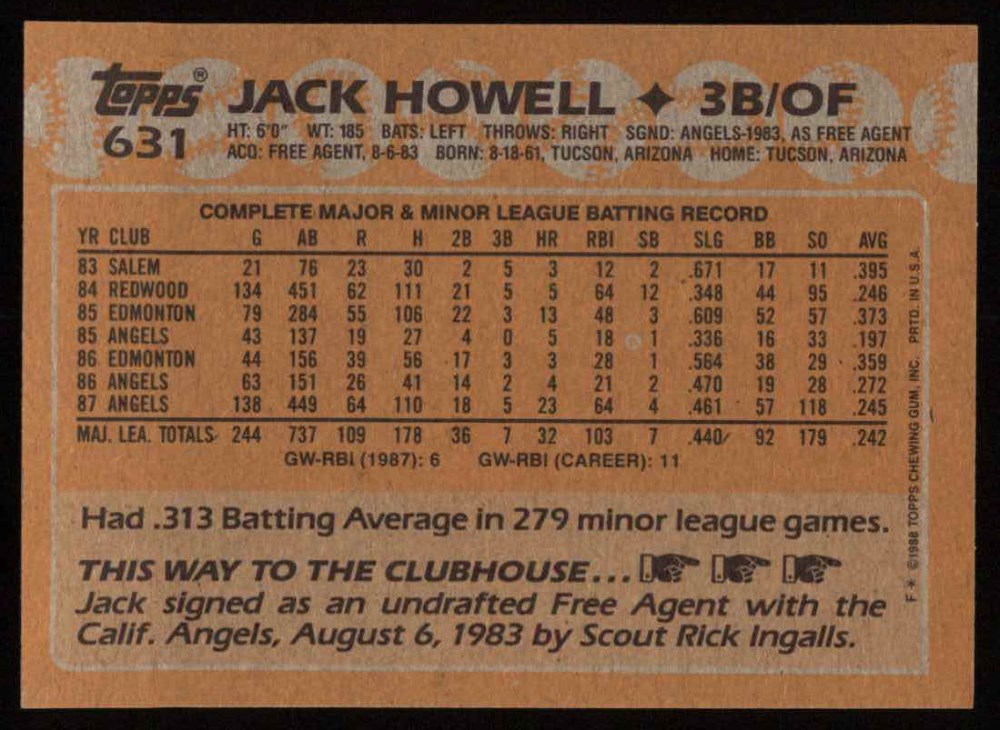 Topps® JACK HOWELL ✦ 3B/OF
631 HT: 6'0" WT: 185 BATS: LEFT THROWS: RIGHT SGND: ANGELS-1983, AS FREE AGENT
ACQ: FREE AGENT, 8-6-83 BORN: 8-18-61, TUCSON, ARIZONA HOME: TUCSON, ARIZONA
COMPLETE MAJOR & MINOR LEAGUE BATTING RECORD
YR CLUB G AB R H 2B 3B HR RBI SB SLG BB SO AVG
83 SALEM 21 76 23 30 2 5 3 12 2 .671 17 11 .395
84 REDWOOD 134 451 62 111 21 5 5 64 12 .348 44 95 .246
85 EDMONTON 79 284 55 106 22 3 13 48 3 .609 52 57 .373
85 ANGELS 43 137 19 27 4 0 5 18 1 .336 16 33 .197
86 EDMONTON 44 156 39 56 17 3 3 28 1 .564 38 29 .359
86 ANGELS 63 151 26 41 14 2 4 21 2 .470 19 28 .272
87 ANGELS 138 449 64 110 18 5 23 64 4 .461 57 118 .245
MAJ. LEA. TOTALS 244 737 109 178 36 7 32 103 7 .440 92 179 .242
GW-RBI (1987): 6 GW-RBI (CAREER): 11
Had .313 Batting Average in 279 minor league games.
THIS WAY TO THE CLUBHOUSE...
Jack signed as an undrafted Free Agent with the
Calif. Angels, August 6, 1983 by Scout Rick Ingalls.
F * ©1988 TOPPS CHEWING GUM, INC. PRTD. IN U.S.A.